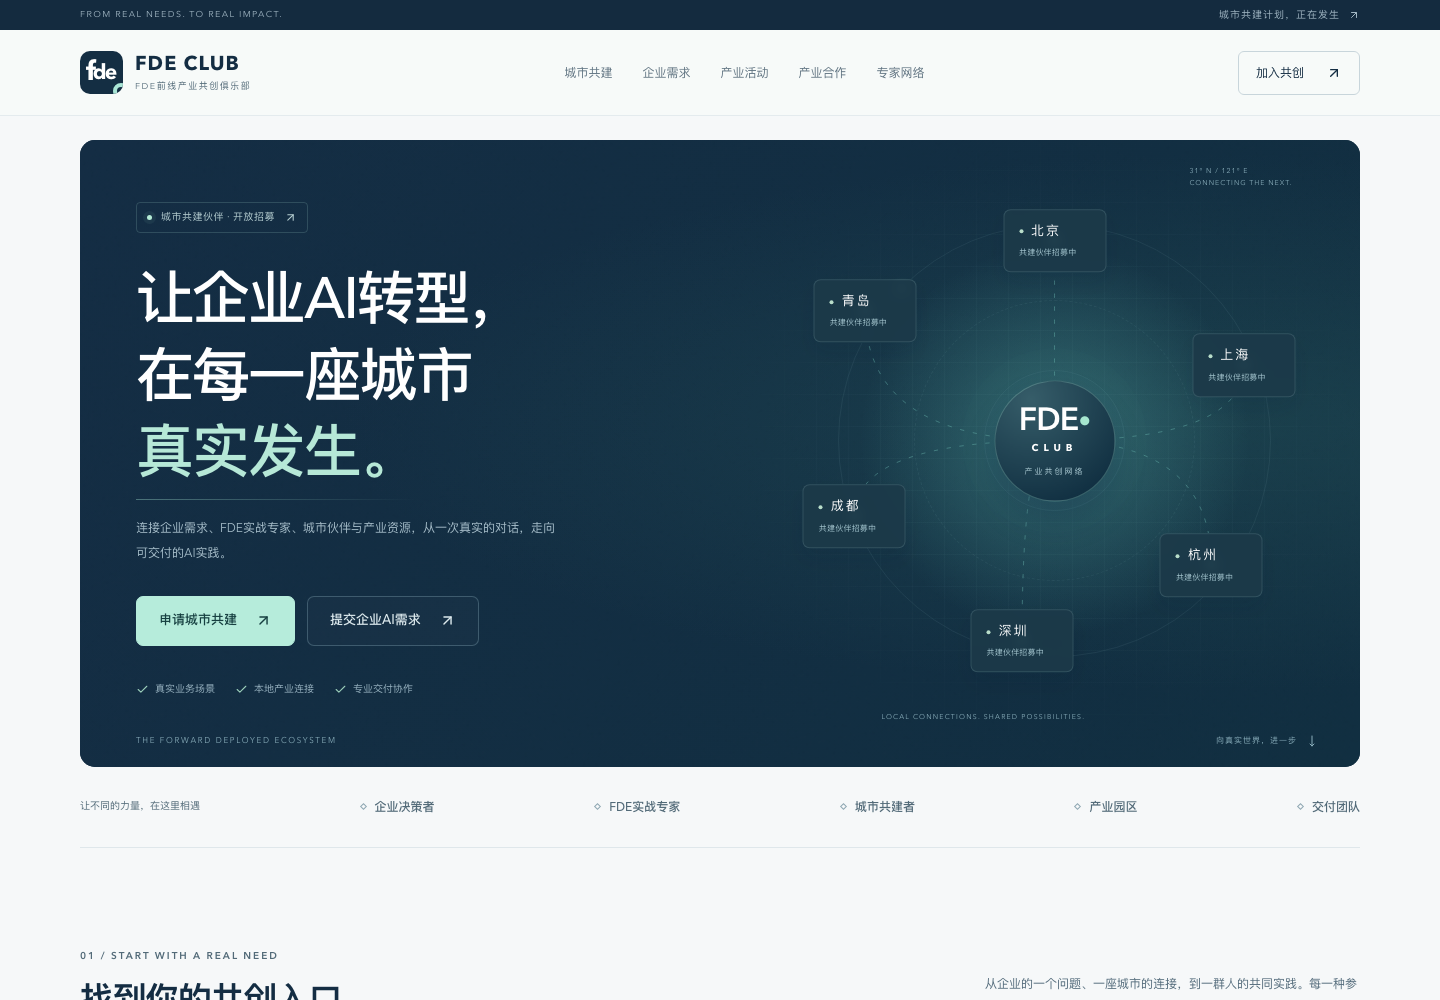 FROM REAL NEEDS. TO REAL IMPACT.
城市共建计划，正在发生
fde
FDE CLUB
FDE前线产业共创俱乐部
城市共建
企业需求
产业活动
产业合作
专家网络
加入共创
31° N / 121° E
CONNECTING THE NEXT.
城市共建伙伴 · 开放招募
让企业AI转型，
在每一座城市
真实发生。
连接企业需求、FDE实战专家、城市伙伴与产业资源，从一次真实的对话，走向
可交付的AI实践。
申请城市共建
提交企业AI需求
真实业务场景
本地产业连接
专业交付协作
THE FORWARD DEPLOYED ECOSYSTEM
北京
共建伙伴招募中
青岛
共建伙伴招募中
上海
共建伙伴招募中
FDE
CLUB
产业共创网络
成都
共建伙伴招募中
杭州
共建伙伴招募中
深圳
共建伙伴招募中
LOCAL CONNECTIONS. SHARED POSSIBILITIES.
向真实世界，进一步
让不同的力量，在这里相遇
企业决策者
FDE实战专家
城市共建者
产业园区
交付团队
01 / START WITH A REAL NEED
找到你的共创入口
从企业的一个问题、一座城市的连接，到一群人的共同实践。每一种参